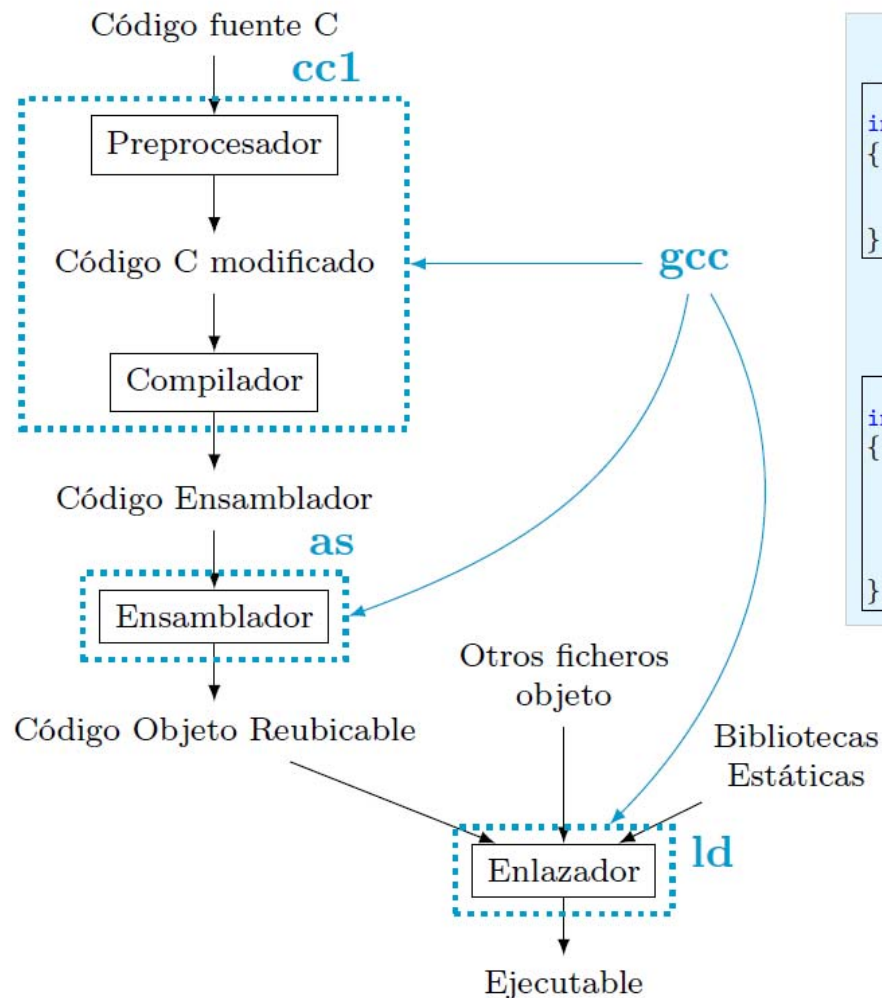 Código fuente C
cc1
Preprocesador
Código C modificado
gcc
Compilador
Código Ensamblador
as
Ensamblador
Otros ficheros
objeto
Código Objeto Reubicable
Bibliotecas
Estáticas
Enlazador
ld
Ejecutable
{
}
{
}